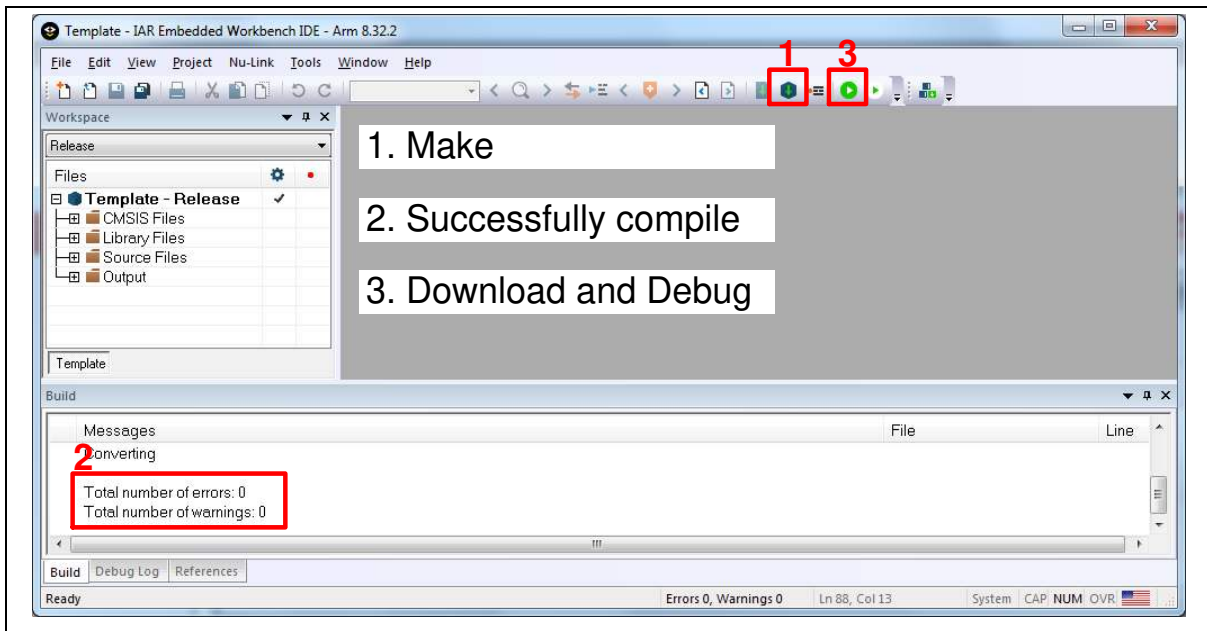 Template - IAR Embedded Workbench IDE - Arm 8.32.2
File Edit View Project Nu-Link Tools Window Help
1 3
Workspace
Release
Files
Template - Release
CMSIS Files
Library Files
Source Files
Output
Template
1. Make
2. Successfully compile
3. Download and Debug
Build
Messages File Line
Converting
2
Total number of errors: 0
Total number of warnings: 0
Build Debug Log References
Ready Errors 0, Warnings 0 Ln 88, Col 13 System CAP NUM OVR